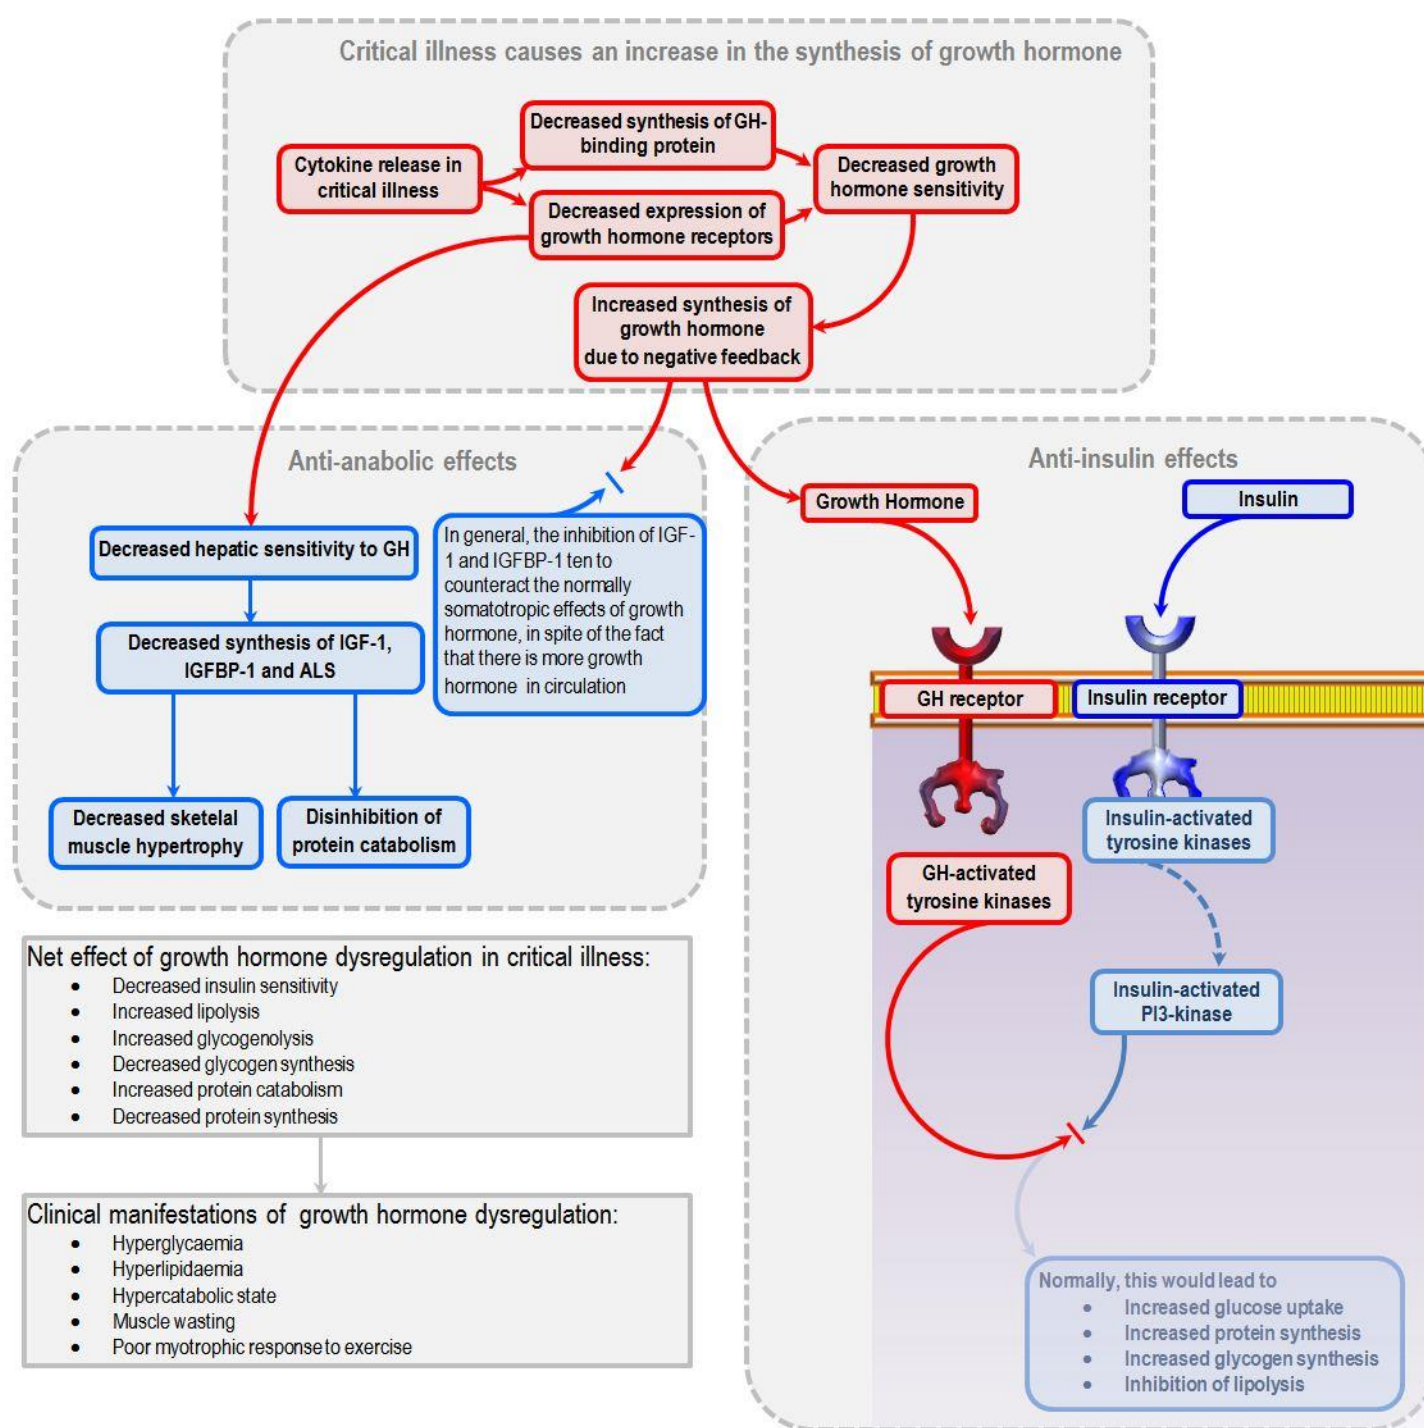 Critical illness causes an increase in the synthesis of growth hormone
Cytokine release in
critical illness
Decreased synthesis of GH-
binding protein
Decreased expression of
growth hormone receptors
Decreased growth
hormone sensitivity
Increased synthesis of
growth hormone
due to negative feedback
Anti-anabolic effects
Decreased hepatic sensitivity to GH
Decreased synthesis of IGF-1,
IGFBP-1 and ALS
Decreased sketelal
muscle hypertrophy
Disinhibition of
protein catabolism
In general, the inhibition of IGF-
1 and IGFBP-1 ten to
counteract the normally
somatotropic effects of growth
hormone, in spite of the fact
that there is more growth
hormone in circulation
Anti-insulin effects
Growth Hormone
Insulin
GH receptor
Insulin receptor
Insulin-activated
tyrosine kinases
GH-activated
tyrosine kinases
Insulin-activated
PI3-kinase
Normally, this would lead to
• Increased glucose uptake
• Increased protein synthesis
• Increased glycogen synthesis
• Inhibition of lipolysis
Net effect of growth hormone dysregulation in critical illness:
• Decreased insulin sensitivity
• Increased lipolysis
• Increased glycogenolysis
• Decreased glycogen synthesis
• Increased protein catabolism
• Decreased protein synthesis
Clinical manifestations of growth hormone dysregulation:
• Hyperglycaemia
• Hyperlipidaemia
• Hypercatabolic state
• Muscle wasting
• Poor myotrophic response to exercise